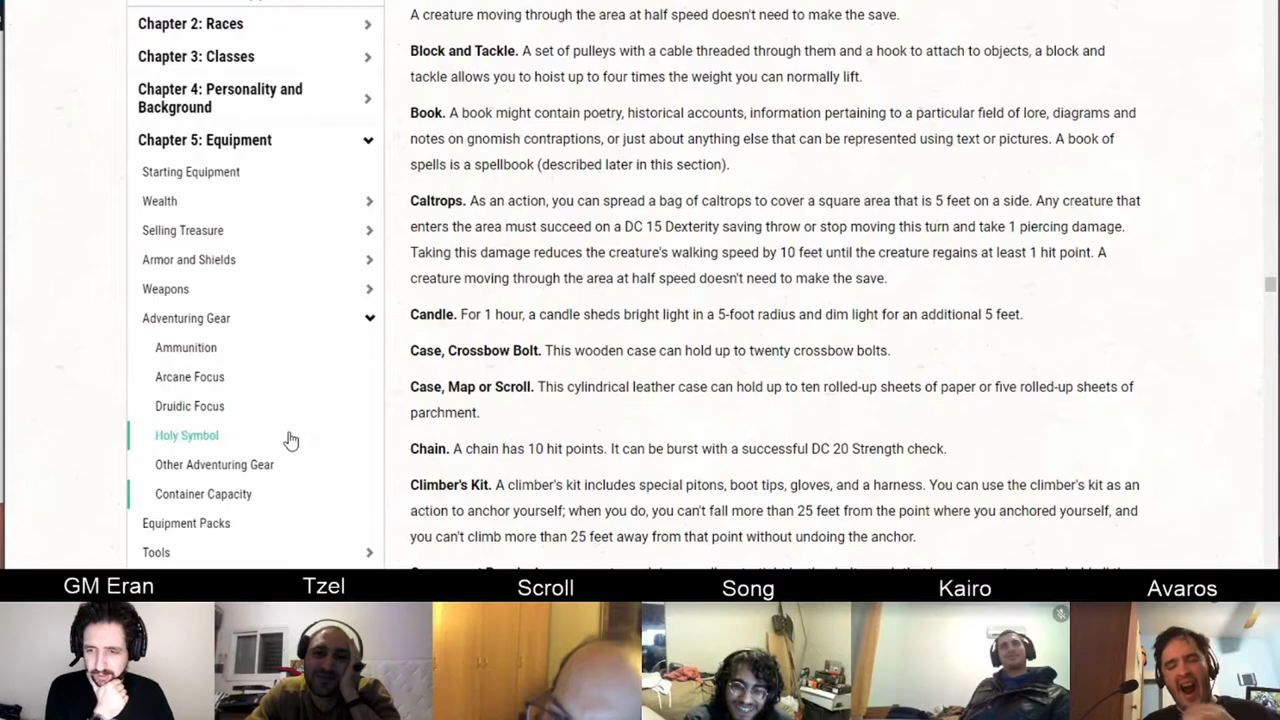 Chapter 2: Races
Chapter 3: Classes
Chapter 4: Personality and
Background
Chapter 5: Equipment
Starting Equipment
Wealth
Selling Treasure
Armor and Shields
Weapons
Adventuring Gear
Ammunition
Arcane Focus
Druidic Focus
Holy Symbol
Other Adventuring Gear
Container Capacity
Equipment Packs
Tools
A creature moving through the area at half speed doesn't need to make the save.
Block and Tackle. A set of pulleys with a cable threaded through them and a hook to attach to objects, a block and
tackle allows you to hoist up to four times the weight you can normally lift.
Book. A book might contain poetry, historical accounts, information pertaining to a particular field of lore, diagrams and
notes on gnomish contraptions, or just about anything else that can be represented using text or pictures. A book of
spells is a spellbook (described later in this section).
Caltrops. As an action, you can spread a bag of caltrops to cover a square area that is 5 feet on a side. Any creature that
enters the area must succeed on a DC 15 Dexterity saving throw or stop moving this turn and take 1 piercing damage.
Taking this damage reduces the creature's walking speed by 10 feet until the creature regains at least 1 hit point. A
creature moving through the area at half speed doesn't need to make the save.
Candle. For 1 hour, a candle sheds bright light in a 5-foot radius and dim light for an additional 5 feet.
Case, Crossbow Bolt. This wooden case can hold up to twenty crossbow bolts.
Case, Map or Scroll. This cylindrical leather case can hold up to ten rolled-up sheets of paper or five rolled-up sheets of
parchment.
Chain. A chain has 10 hit points. It can be burst with a successful DC 20 Strength check.
Climber's Kit. A climber's kit includes special pitons, boot tips, gloves, and a harness. You can use the climber's kit as an
action to anchor yourself; when you do, you can't fall more than 25 feet from the point where you anchored yourself, and
you can't climb more than 25 feet away from that point without undoing the anchor.
GM Eran
Tzel
Scroll
Song
Kairo
Avaros